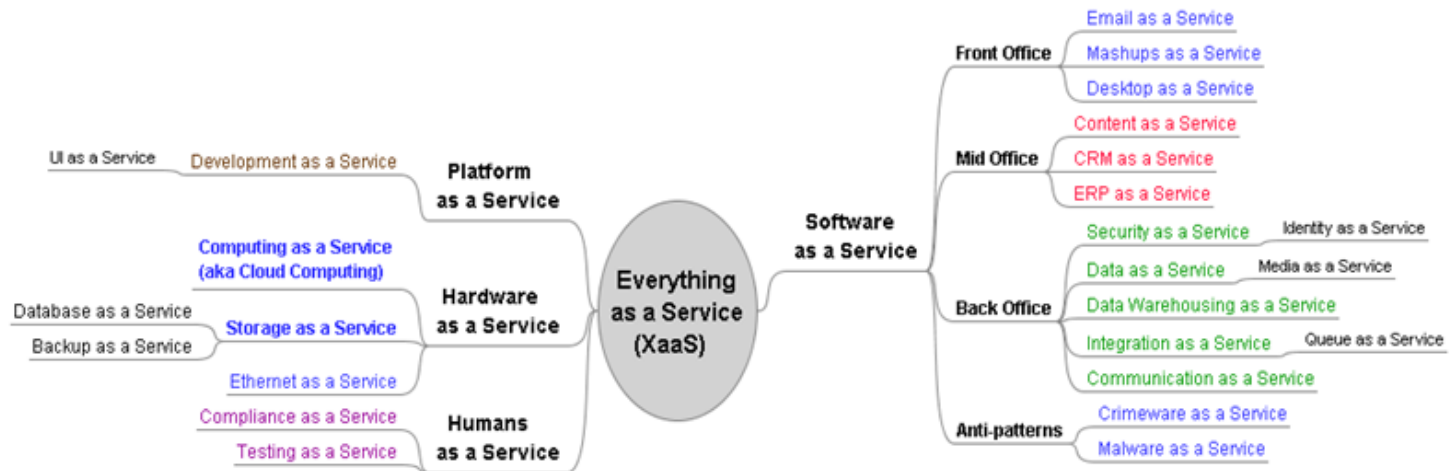 Email as a Service
Front Office
Mashups as a Service
Desktop as a Service
Content as a Service
Mid Office
CRM as a Service
ERP as a Service
Software
as a Service
Security as a Service
Identity as a Service
Data as a Service
Media as a Service
Back Office
Data Warehousing as a Service
Integration as a Service
Queue as a Service
Communication as a Service
Anti-patterns
Crimeware as a Service
Malware as a Service
Everything
as a Service
(XaaS)
Platform
as a Service
Development as a Service
UI as a Service
Hardware
as a Service
Computing as a Service
(aka Cloud Computing)
Storage as a Service
Database as a Service
Backup as a Service
Ethernet as a Service
Humans
as a Service
Compliance as a Service
Testing as a Service